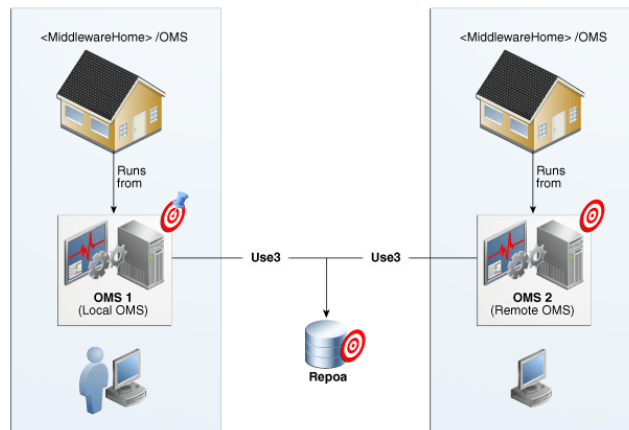 <MiddlewareHome> /OMS
<MiddlewareHome> /OMS
Runs
from
Runs
from
Use3
Use3
OMS 1
(Local OMS)
OMS 2
(Remote OMS)
Repoa